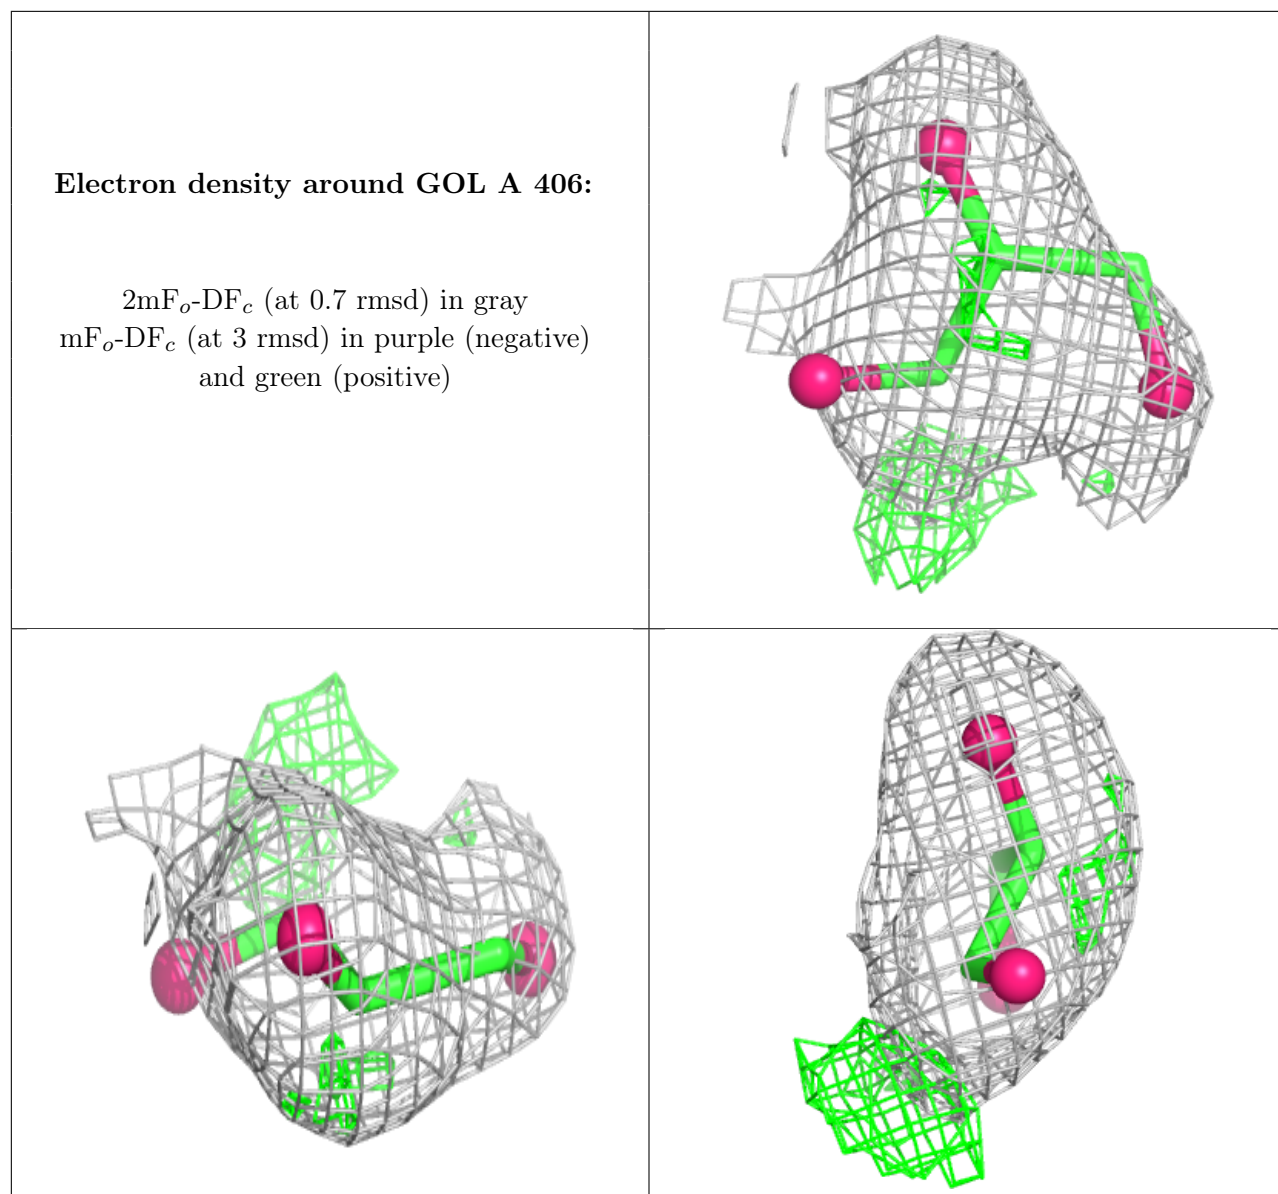 Electron density around GOL A 406:
2mFo-DFc (at 0.7 rmsd) in gray
mFo-DFc (at 3 rmsd) in purple (negative)
and green (positive)